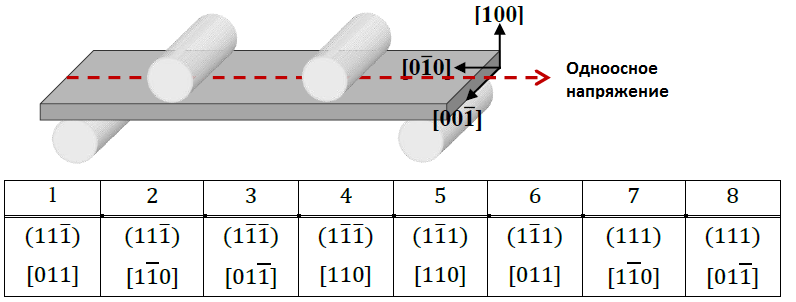 [100]
[01̅0]
Одноосное
напряжение
[001̅]
1 2 3 4 5 6 7 8
(111̅) (111̅) (11̅1̅) (11̅1̅) (11̅1) (11̅1) (111) (111)
[011] [11̅0] [011̅] [110] [110] [011] [11̅0] [011̅]